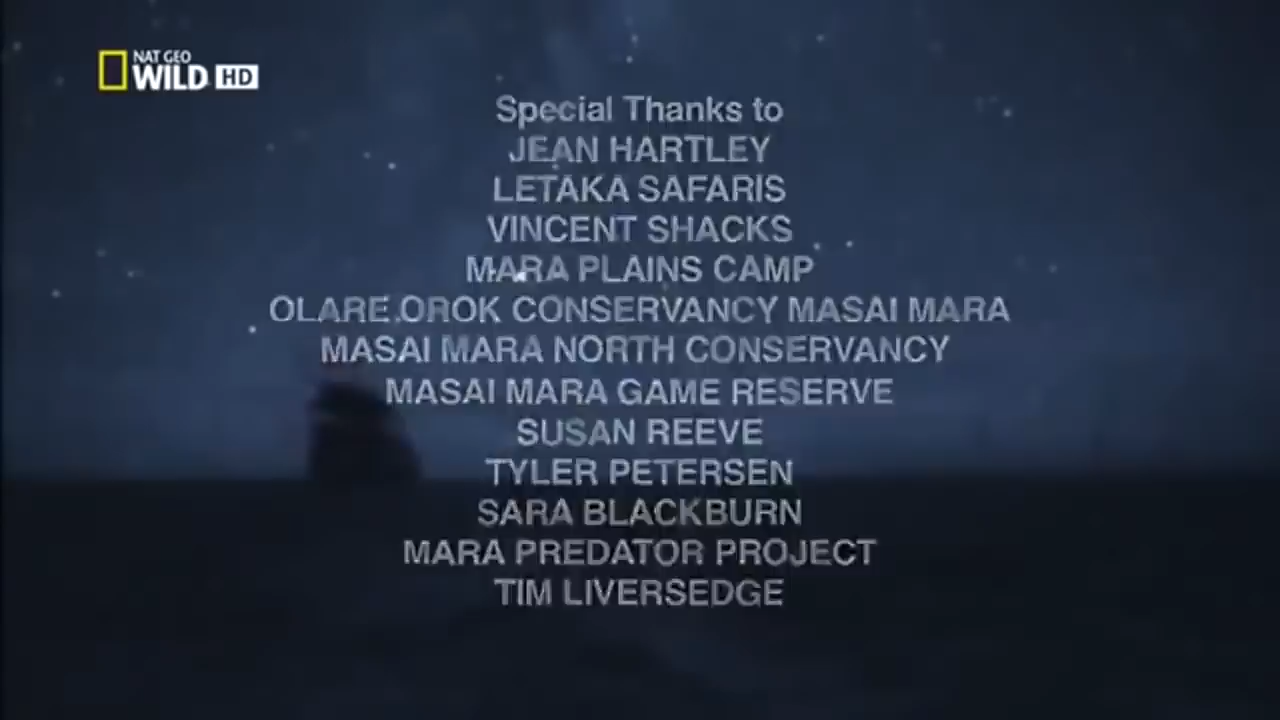 NAT GEO
WILD HD
Special Thanks to
JEAN HARTLEY
LETAKA SAFARIS
VINCENT SHACKS
MARA PLAINS CAMP
OLARE OROK CONSERVANCY MASAI MARA
MASAI MARA NORTH CONSERVANCY
MASAI MARA GAME RESERVE
SUSAN REEVE
TYLER PETERSEN
SARA BLACKBURN
MARA PREDATOR PROJECT
TIM LIVERSEDGE